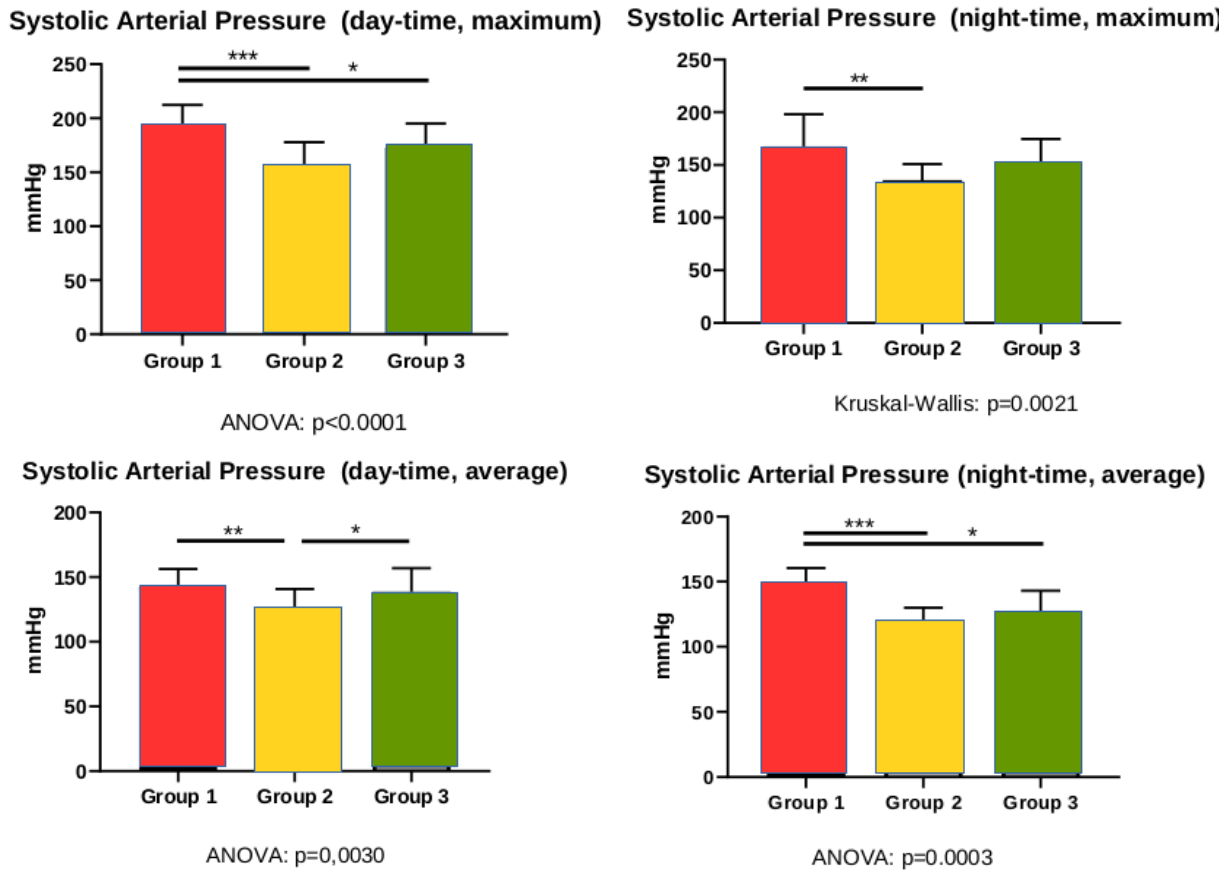 Systolic Arterial Pressure (day-time, maximum)
***
*
250
200
150
100
50
0
mmHg
Group 1 Group 2 Group 3
ANOVA: p<0.0001
Systolic Arterial Pressure (night-time, maximum)
**
250
200
150
100
50
0
mmHg
Group 1 Group 2 Group 3
Kruskal-Wallis: p=0.0021
Systolic Arterial Pressure (day-time, average)
** *
200
150
100
50
0
mmHg
Group 1 Group 2 Group 3
ANOVA: p=0,0030
Systolic Arterial Pressure (night-time, average)
***
*
200
150
100
50
0
mmHg
Group 1 Group 2 Group 3
ANOVA: p=0.0003